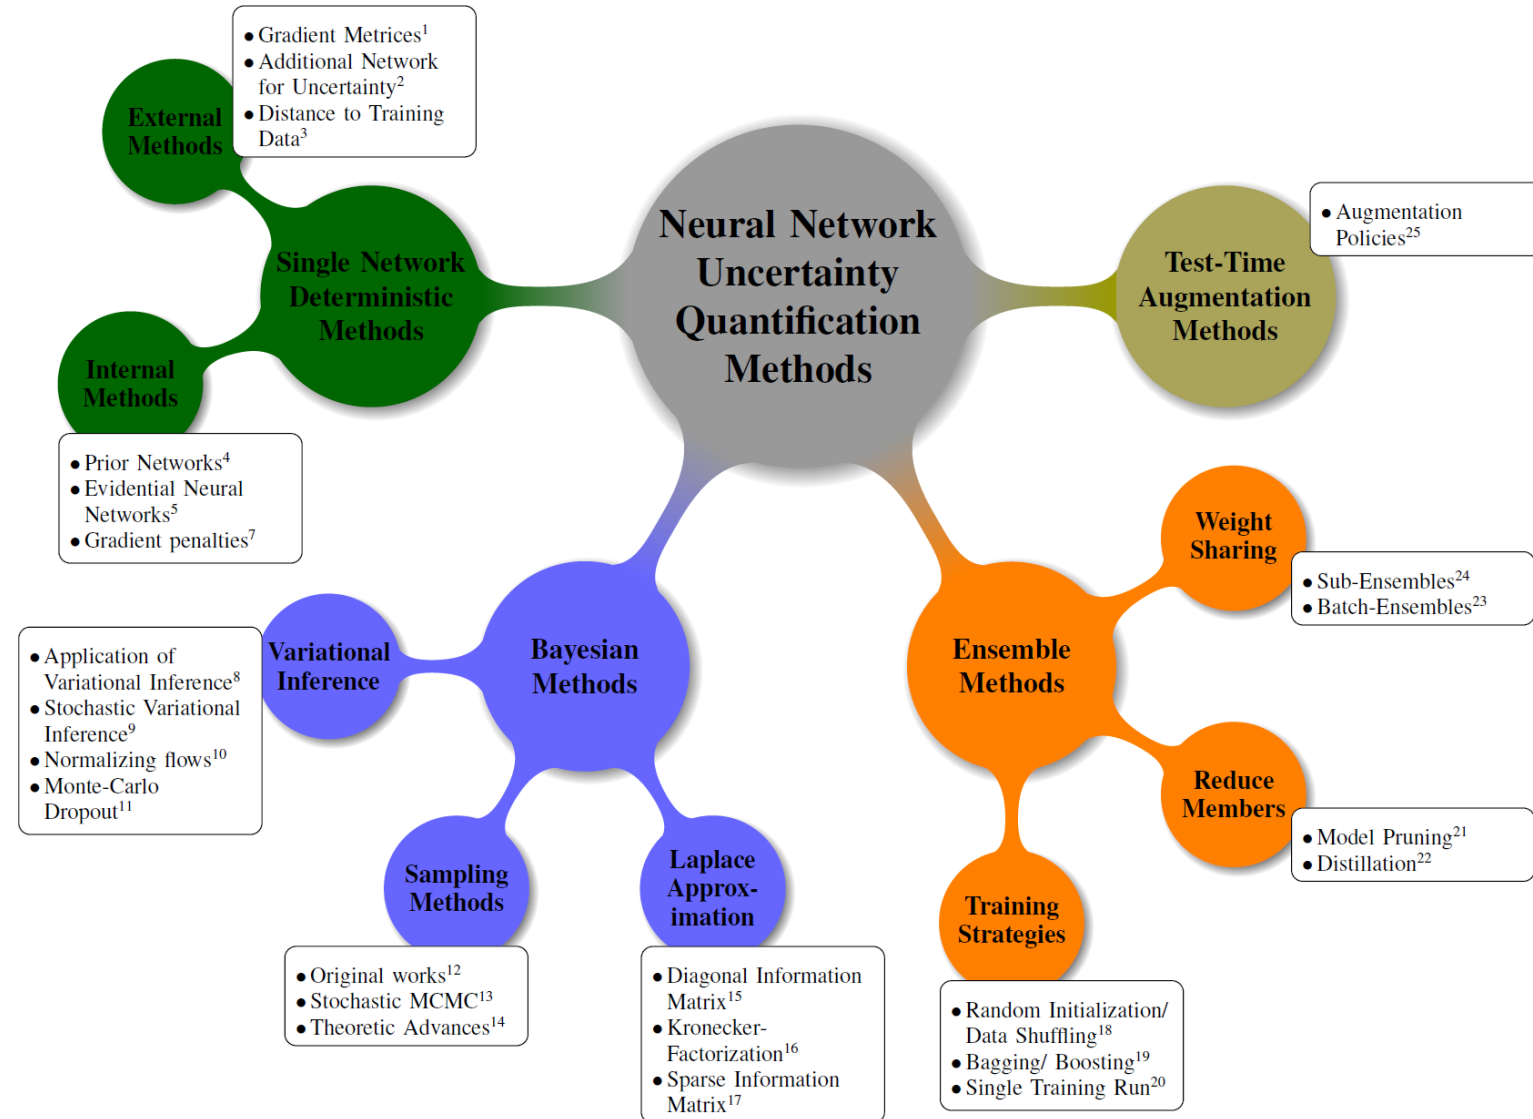 Neural Network
Uncertainty
Quantification
Methods
Single Network
Deterministic
Methods
External
Methods
• Gradient Metrices¹
• Additional Network
for Uncertainty²
• Distance to Training
Data³
Internal
Methods
• Prior Networks⁴
• Evidential Neural
Networks⁵
• Gradient penalties⁷
Bayesian
Methods
Variational
Inference
• Application of
Variational Inference⁸
• Stochastic Variational
Inference⁹
• Normalizing flows¹⁰
• Monte-Carlo
Dropout¹¹
Sampling
Methods
• Original works¹²
• Stochastic MCMC¹³
• Theoretic Advances¹⁴
Laplace
Approx-
imation
• Diagonal Information
Matrix¹⁵
• Kronecker-
Factorization¹⁶
• Sparse Information
Matrix¹⁷
Ensemble
Methods
Training
Strategies
• Random Initialization/
Data Shuffling¹⁸
• Bagging/ Boosting¹⁹
• Single Training Run²⁰
Reduce
Members
• Model Pruning²¹
• Distillation²²
Weight
Sharing
• Sub-Ensembles²⁴
• Batch-Ensembles²³
Test-Time
Augmentation
Methods
• Augmentation
Policies²⁵